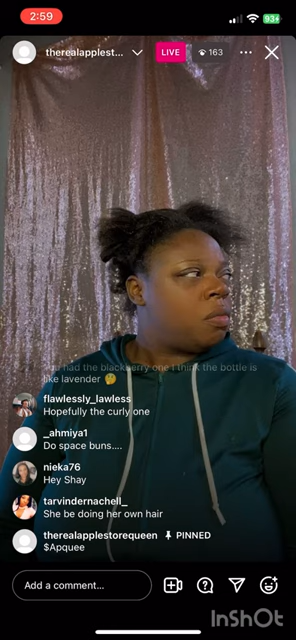 2:59
93
therealapplest...
LIVE
163
You had the blackberry one I think the bottle is
like lavender 🤔
flawlessly_lawless
Hopefully the curly one
_ahmiya1
Do space buns....
nieka76
Hey Shay
tarvindernachell_
She be doing her own hair
therealapplestorequeen PINNED
$Apquee
Add a comment...
InShOt